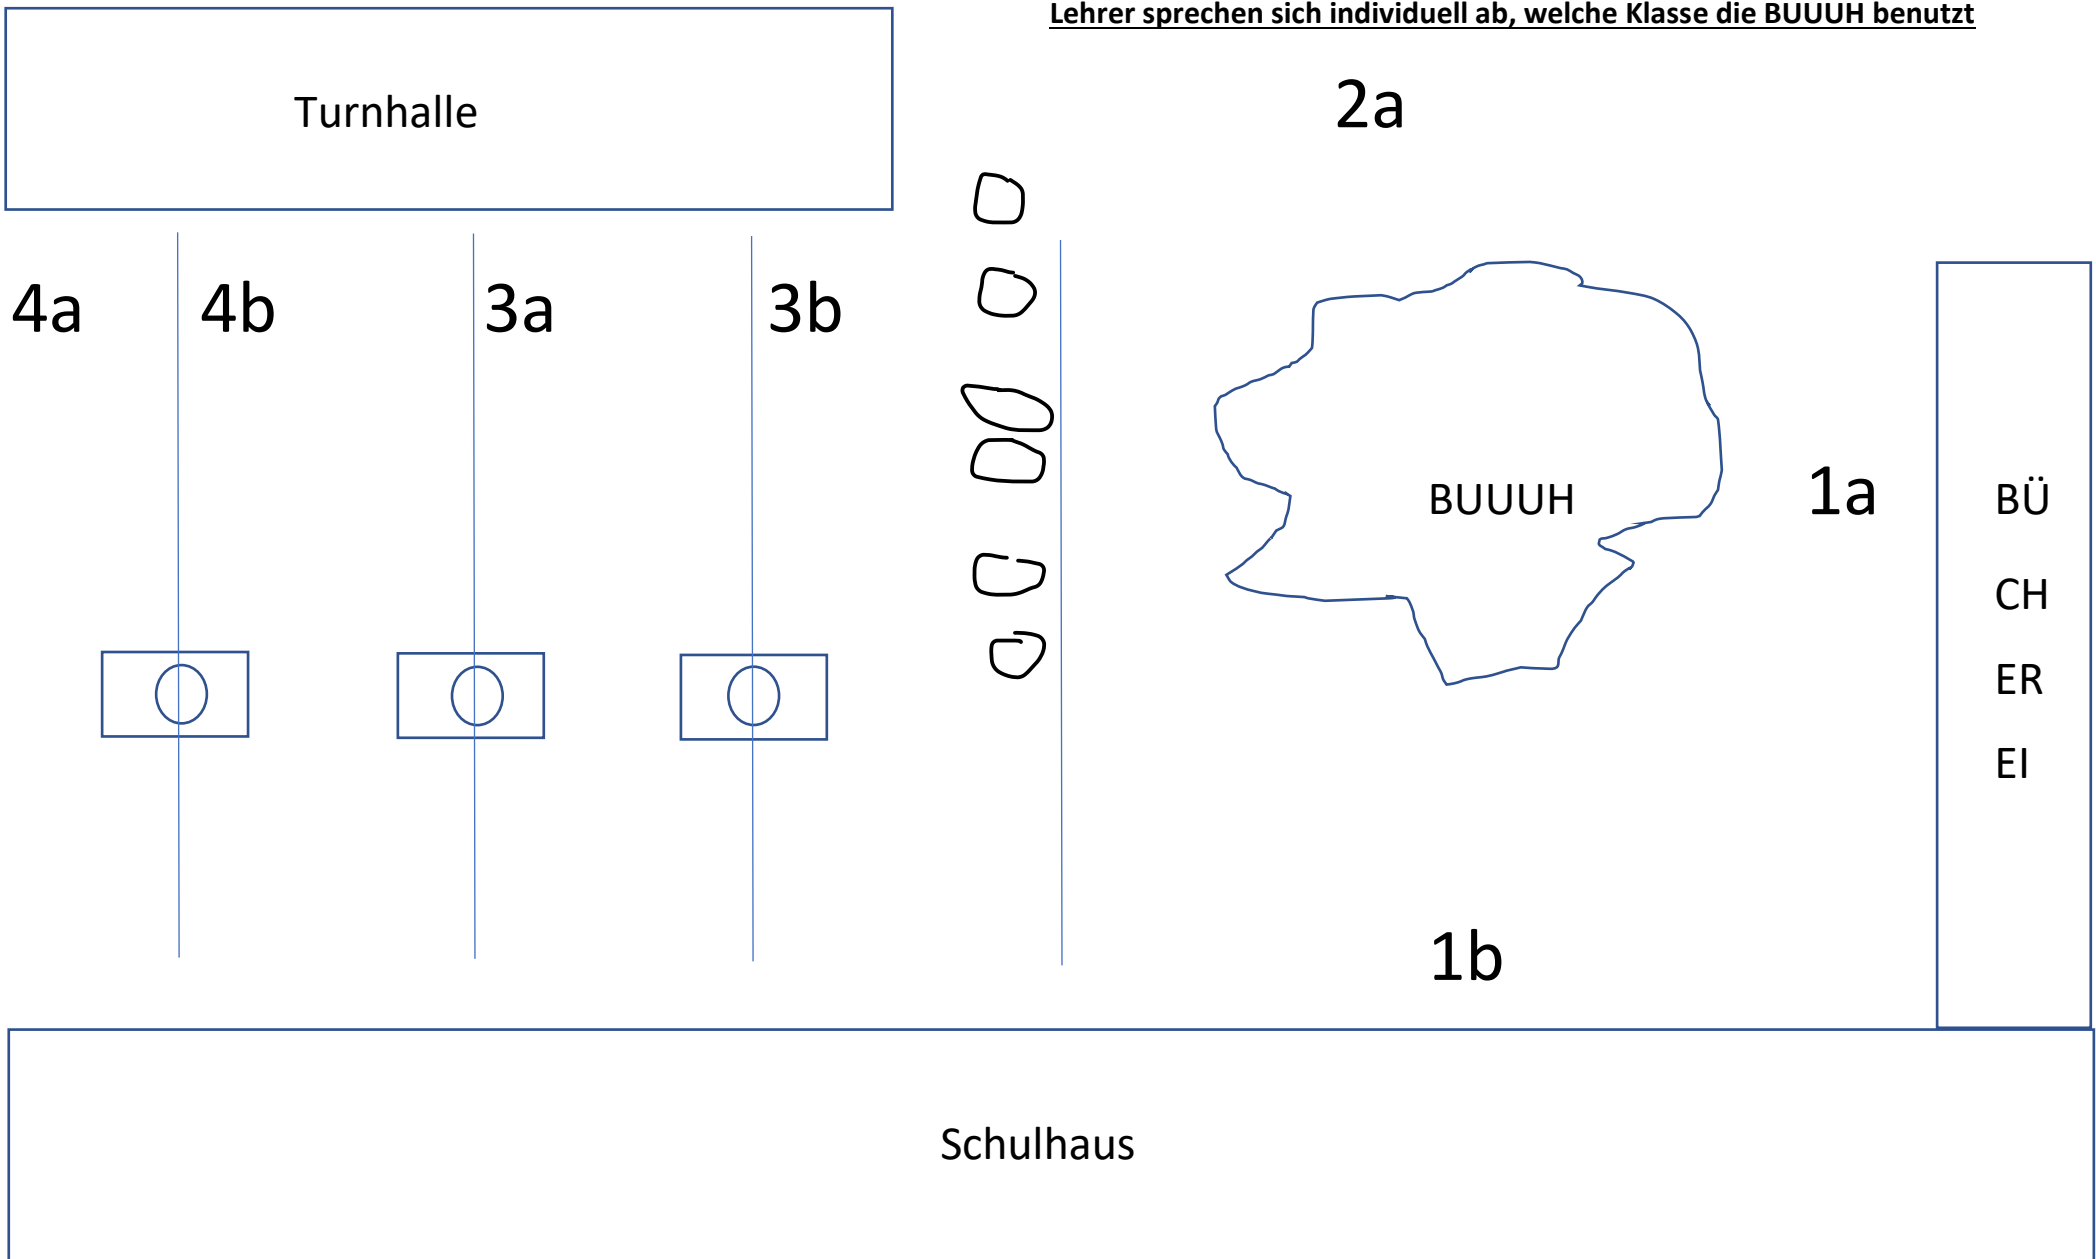 Lehrer sprechen sich individuell ab, welche Klasse die BUUUH benutzt
Turnhalle
2a
4a
4b
3a
3b
BUUUH
1a
BÜ
CH
ER
EI
1b
Schulhaus